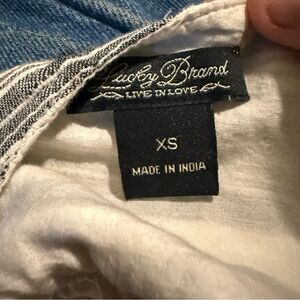 Lucky Brand
LIVE IN LOVE
XS
MADE IN INDIA